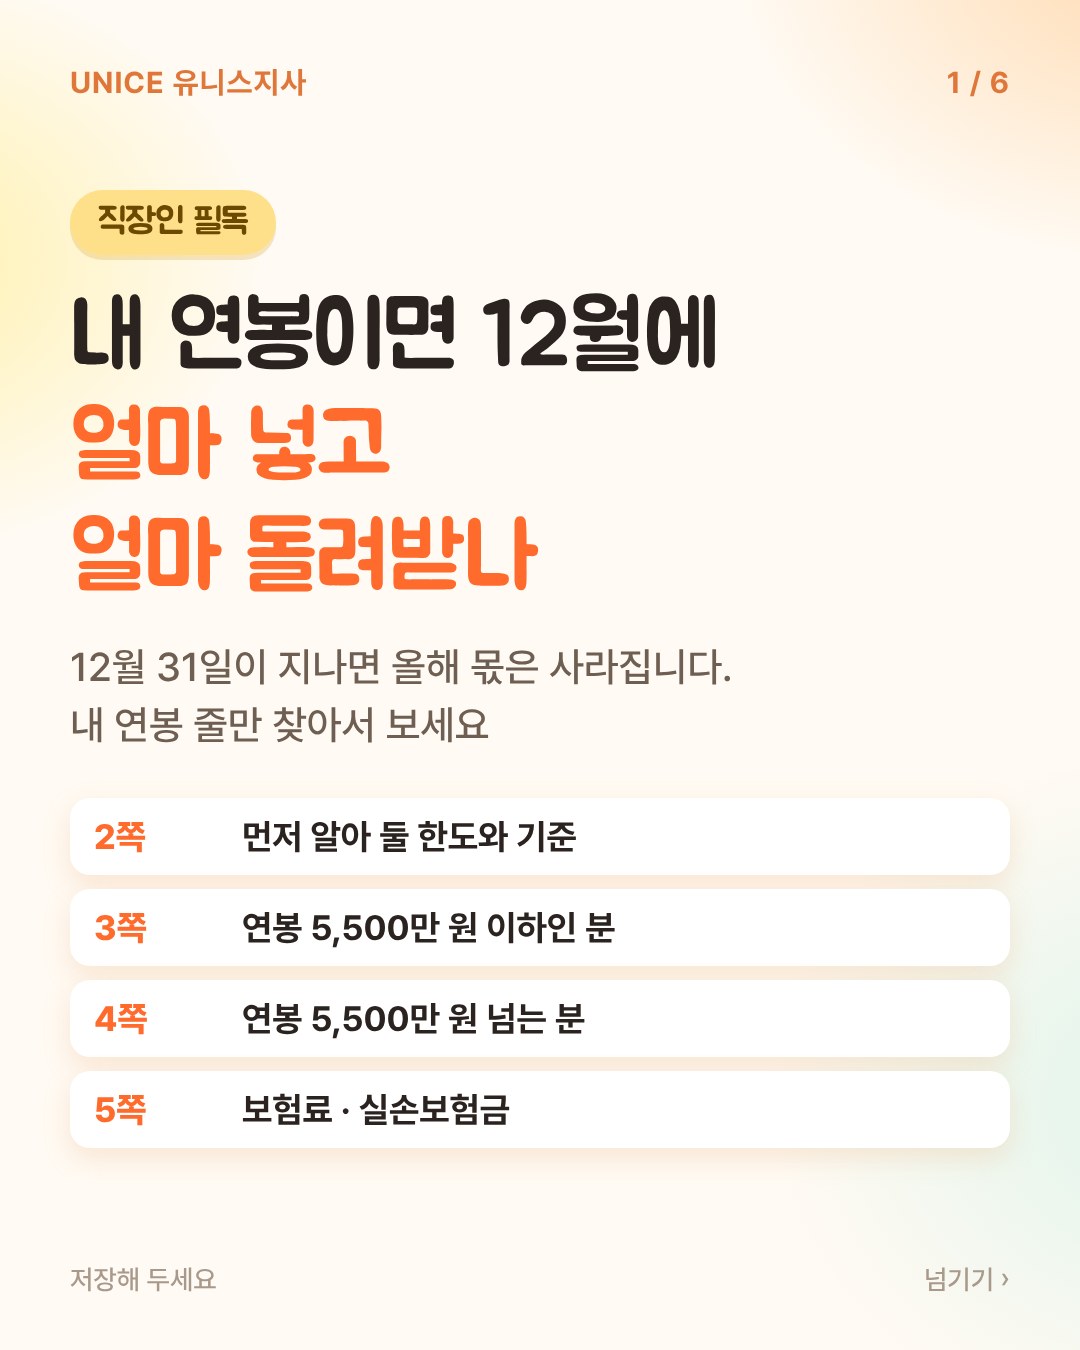 UNICE 유니스지사
1 / 6
직장인 필독
내 연봉이면 12월에
얼마 넣고
얼마 돌려받나
12월 31일이 지나면 올해 몫은 사라집니다.
내 연봉 줄만 찾아서 보세요
2쪽 먼저 알아 둘 한도와 기준
3쪽 연봉 5,500만 원 이하인 분
4쪽 연봉 5,500만 원 넘는 분
5쪽 보험료 · 실손보험금
저장해 두세요
넘기기 ›